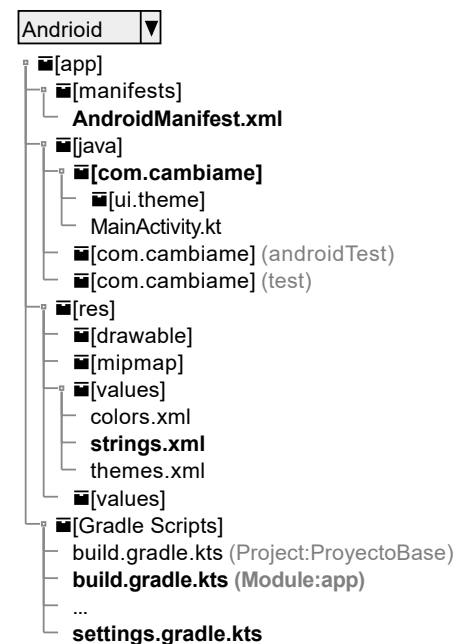 Andrioid
[app]
[manifests]
AndroidManifest.xml
[java]
[com.cambiame]
[ui.theme]
MainActivity.kt
[com.cambiame] (androidTest)
[com.cambiame] (test)
[res]
[drawable]
[mipmap]
[values]
colors.xml
strings.xml
themes.xml
[values]
[Gradle Scripts]
build.gradle.kts (Project:ProyectoBase)
build.gradle.kts (Module:app)
...
settings.gradle.kts